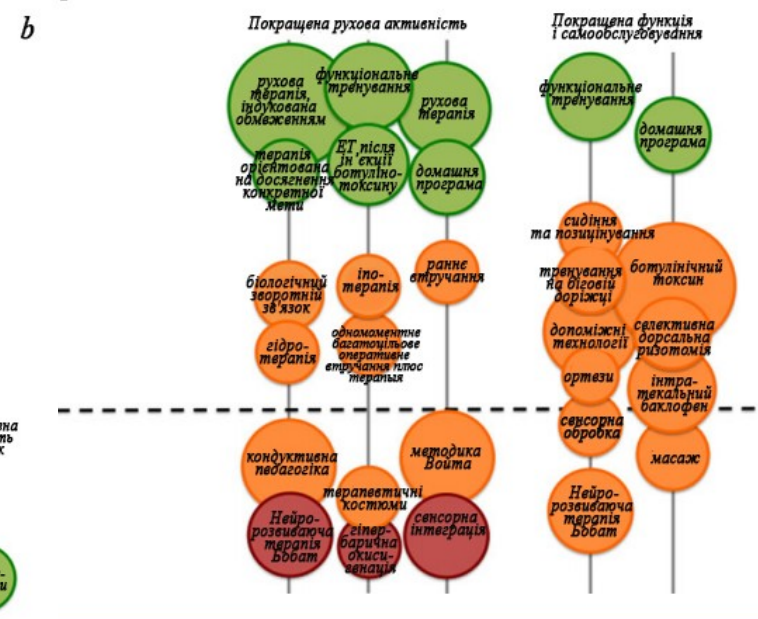 b
Покращена рухова активність
Покращена функція
і самообслуговування
рухова
терапія,
індукована
обмеженням
функціональне
тренування
рухова
терапія
терапія
орієнтована
на досягнення
конкретної
мети
ЕТ після
ін'єкції
ботуліно-
токсину
домашня
програма
біологічний
зворотній
зв'язок
іпо-
терапія
раннє
втручання
гідро-
терапія
одномоментне
багатоцільове
оперативне
втручання плюс
терапыя
кондуктивна
педагогіка
терапевтичні
костюми
методика
Войта
Нейро-
розвиваюча
терапія
Бобат
гіпер-
барична
окиси-
генація
сенсорна
інтеграція
функціональне
тренування
домашня
програма
сидіння
та позицінування
тренування
на біговій
доріжці
ботулінічний
токсин
допоміжні
технології
селективна
дорсальна
ризотомія
ортези
інтра-
текальний
баклофен
сенсорна
обробка
масаж
Нейро-
розвиваюча
терапія
Бобат